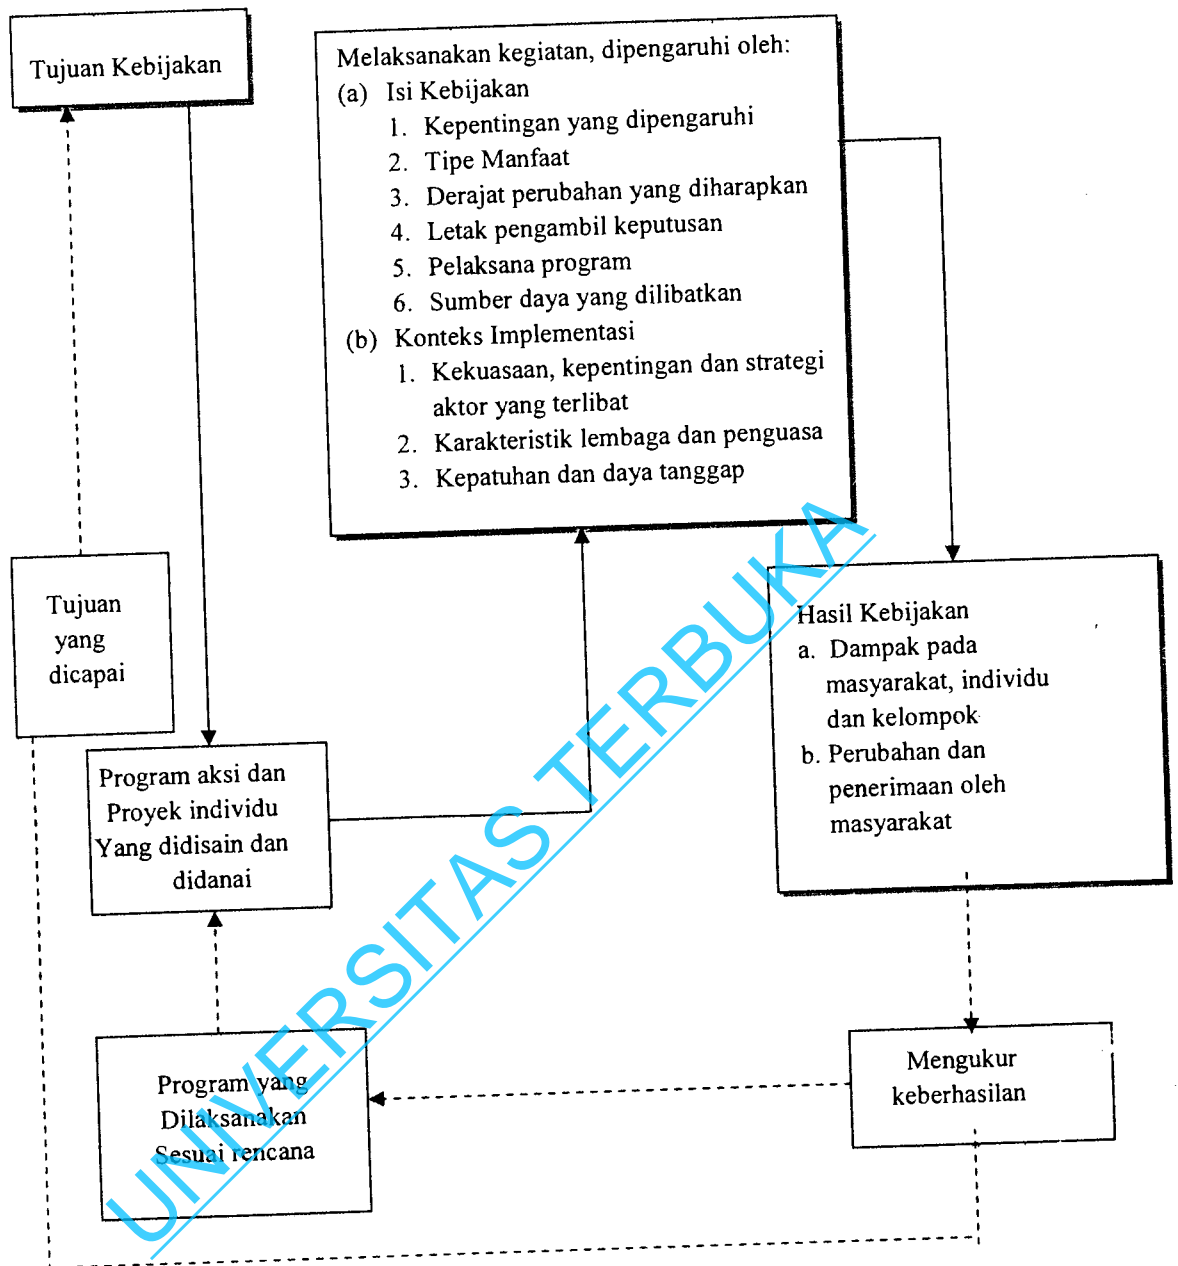 Tujuan Kebijakan
Melaksanakan kegiatan, dipengaruhi oleh:
(a) Isi Kebijakan
1. Kepentingan yang dipengaruhi
2. Tipe Manfaat
3. Derajat perubahan yang diharapkan
4. Letak pengambil keputusan
5. Pelaksana program
6. Sumber daya yang dilibatkan
(b) Konteks Implementasi
1. Kekuasaan, kepentingan dan strategi
aktor yang terlibat
2. Karakteristik lembaga dan penguasa
3. Kepatuhan dan daya tanggap
Tujuan
yang
dicapai
Hasil Kebijakan
a. Dampak pada
masyarakat, individu
dan kelompok
b. Perubahan dan
penerimaan oleh
masyarakat
Program aksi dan
Proyek individu
Yang didisain dan
didanai
Program yang
Dilaksanakan
Sesuai rencana
Mengukur
keberhasilan
UNIVERSITAS TERBUKA